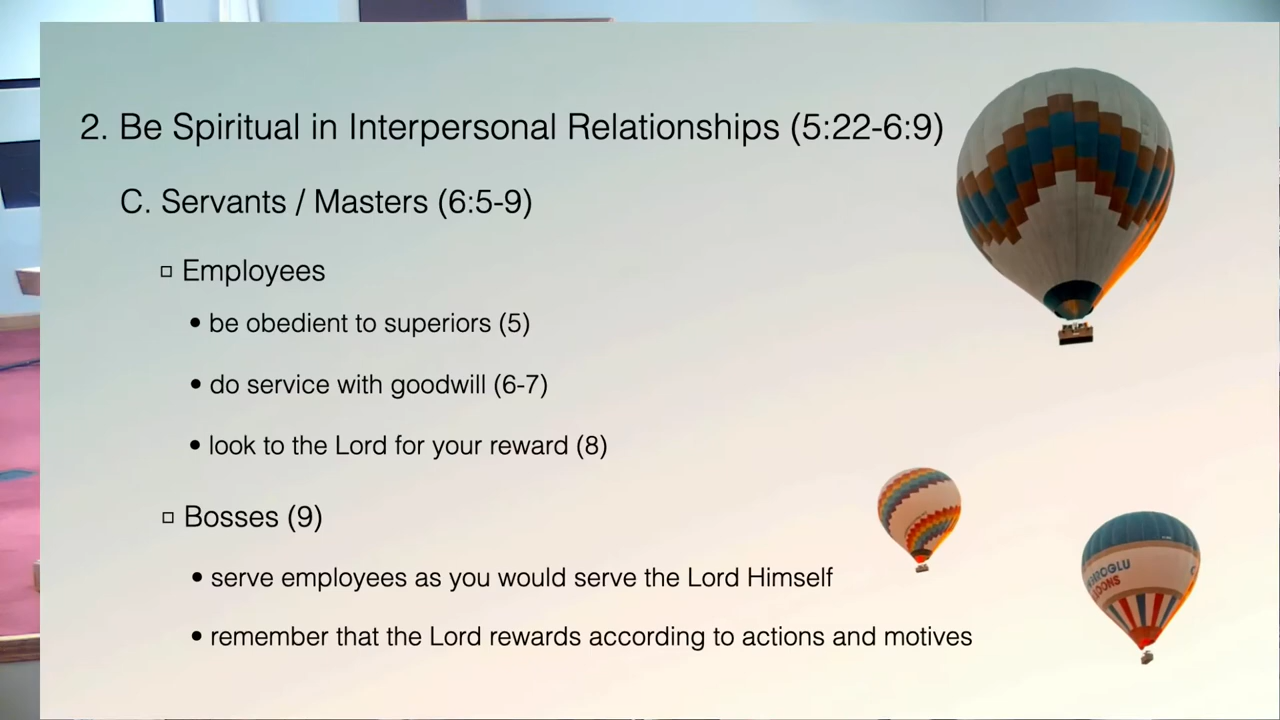 2. Be Spiritual in Interpersonal Relationships (5:22-6:9)
C. Servants / Masters (6:5-9)
▫ Employees
• be obedient to superiors (5)
• do service with goodwill (6-7)
• look to the Lord for your reward (8)
▫ Bosses (9)
• serve employees as you would serve the Lord Himself
• remember that the Lord rewards according to actions and motives